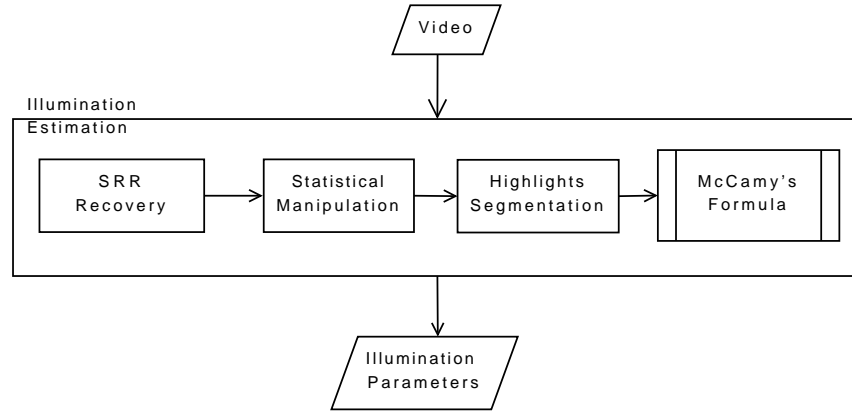 Video
Illumination
Estimation
SRR
Recovery
Statistical
Manipulation
Highlights
Segmentation
McCamy's
Formula
Illumination
Parameters